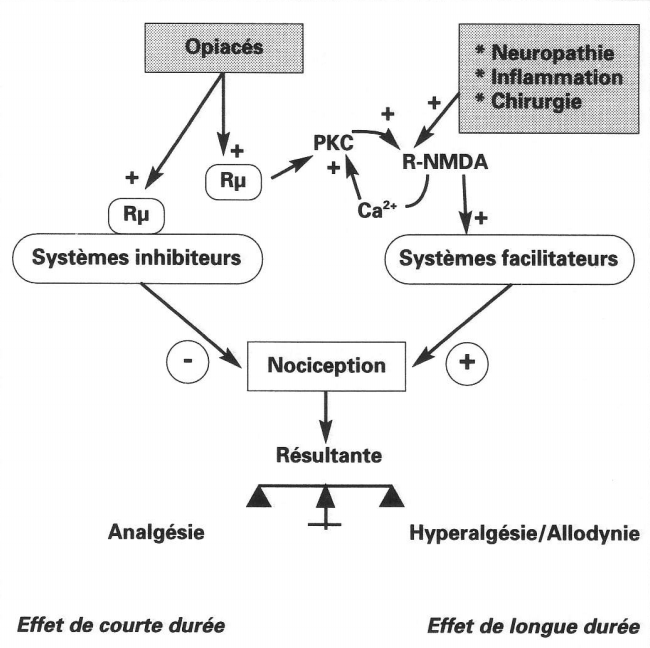 Opiacés
* Neuropathie
* Inflammation
* Chirurgie
+
+
+
+
PKC
+
R-NMDA
Rμ
Ca²⁺
Rμ
+
Systèmes inhibiteurs
Systèmes facilitateurs
-
Nociception
+
Résultante
Analgésie
Hyperalgésie/Allodynie
Effet de courte durée
Effet de longue durée